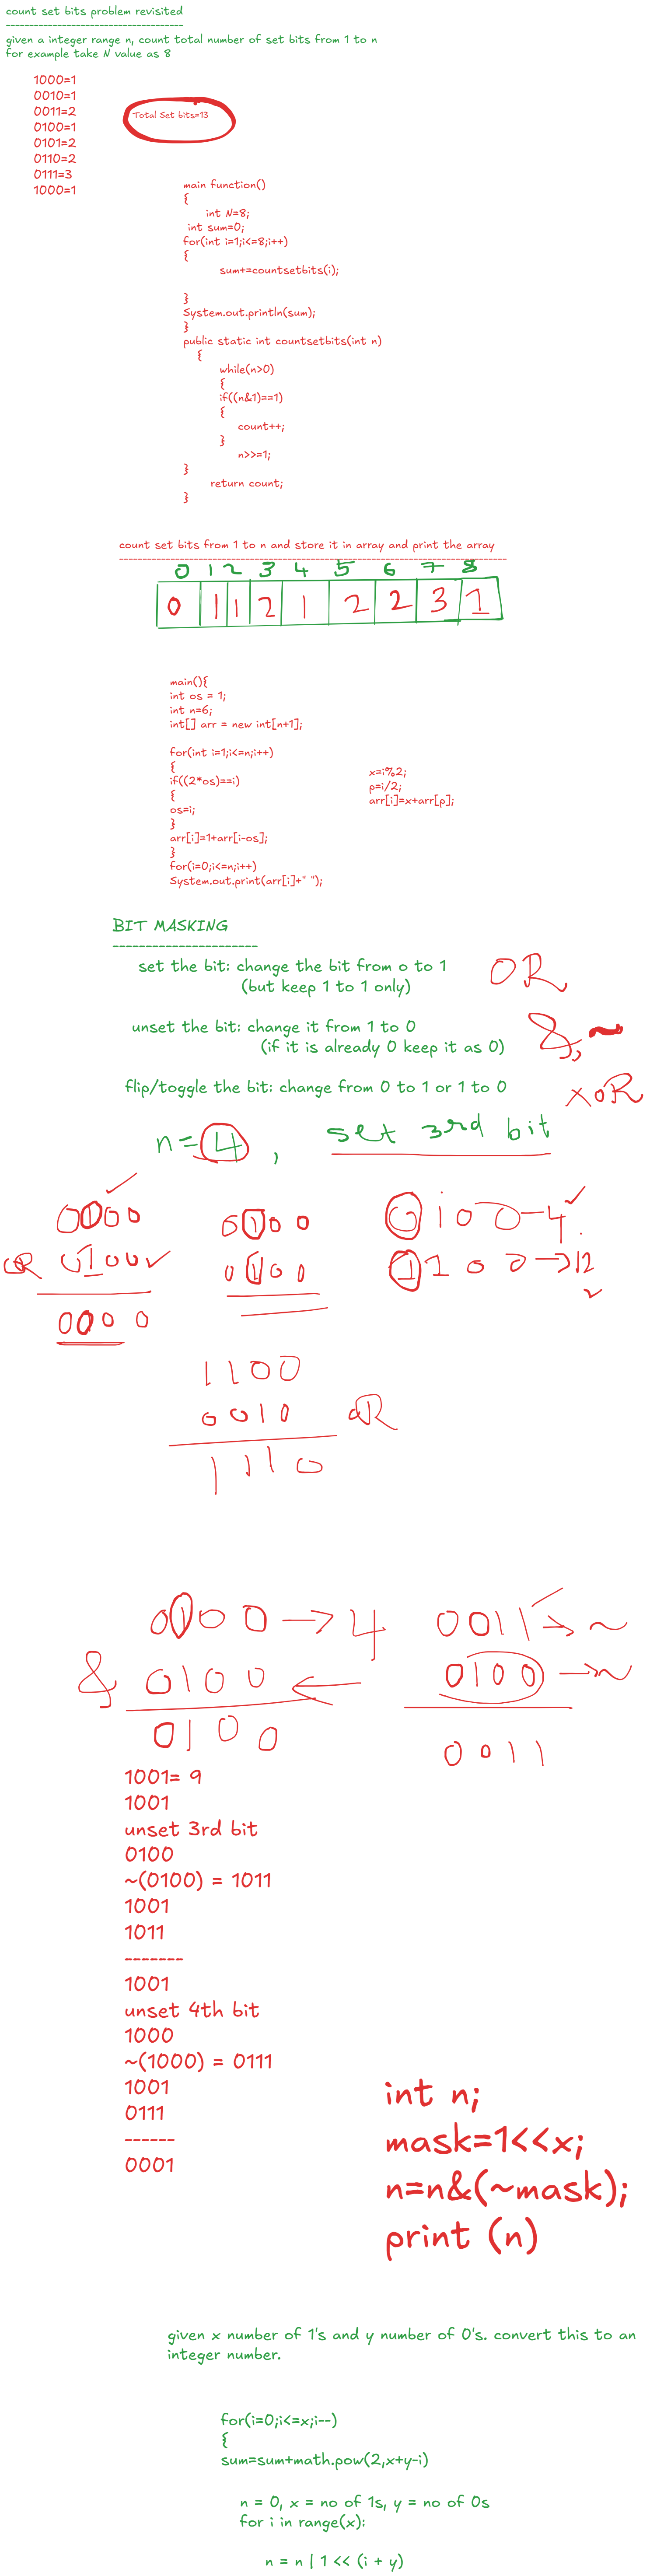 count set bits problem revisited
---------------------------------------
given a integer range n, count total number of set bits from 1 to n
for example take N value as 8
1000=1
0010=1
0011=2
0100=1
0101=2
0110=2
0111=3
1000=1
Total Set bits=13
main function()
{
int N=8;
int sum=0;
for(int i=1;i<=8;i++)
{
sum+=countsetbits(i);
}
System.out.println(sum);
}
public static int countsetbits(int n)
{
while(n>0)
{
if((n&1)==1)
{
count++;
}
n>>=1;
}
return count;
}
count set bits from 1 to n and store it in array and print the array
---------------------------------------
0 1 2 3 4 5 6 7 8
0 1 1 2 1 2 2 3 1
main(){
int os = 1;
int n=6;
int[] arr = new int[n+1];
for(int i=1;i<=n;i++)
{
if((2*os)==i)
{
os=i;
}
arr[i]=1+arr[i-os];
}
for(i=0;i<=n;i++)
System.out.print(arr[i]+" ");
x=i%2;
p=i/2;
arr[i]=x+arr[p];
BIT MASKING
----------------------
set the bit: change the bit from o to 1
(but keep 1 to 1 only)
OR
unset the bit: change it from 1 to 0
(if it is already 0 keep it as 0)
&, ~
flip/toggle the bit: change from 0 to 1 or 1 to 0
XOR
n=4, set 3rd bit
0100
OR 0100
0100
0100
0100
0100-4
1100->12
1100
0010 OR
1110
0100->4
& 0100
0100
0011->~
0100->~
0011
1001= 9
1001
unset 3rd bit
0100
~(0100) = 1011
1001
1011
-------
1001
unset 4th bit
1000
~(1000) = 0111
1001
0111
------
0001
int n;
mask=1<<x;
n=n&(~mask);
print (n)
given x number of 1's and y number of 0's. convert this to an
integer number.
for(i=0;i<=x;i--)
{
sum=sum+math.pow(2,x+y-i)
n = 0, x = no of 1s, y = no of 0s
for i in range(x):
n = n | 1 << (i + y)